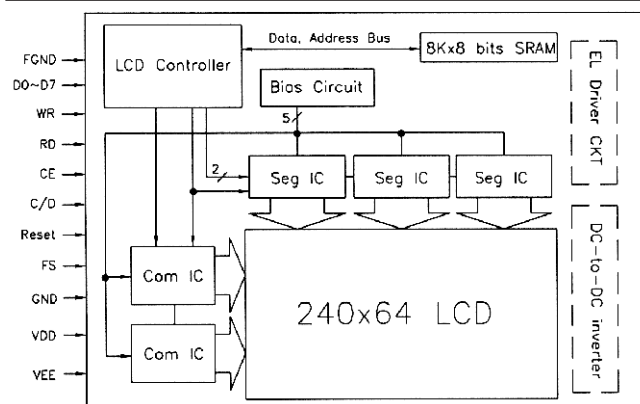 Data, Address Bus
8Kx8 bits SRAM
LCD Controller
Bias Circuit
5
EL Driver CKT
FGND
D0~D7
WR
RD
CE
C/D
Reset
FS
GND
VDD
VEE
2
Seg IC
Seg IC
Seg IC
Com IC
Com IC
240x64 LCD
DC-to-DC inverter